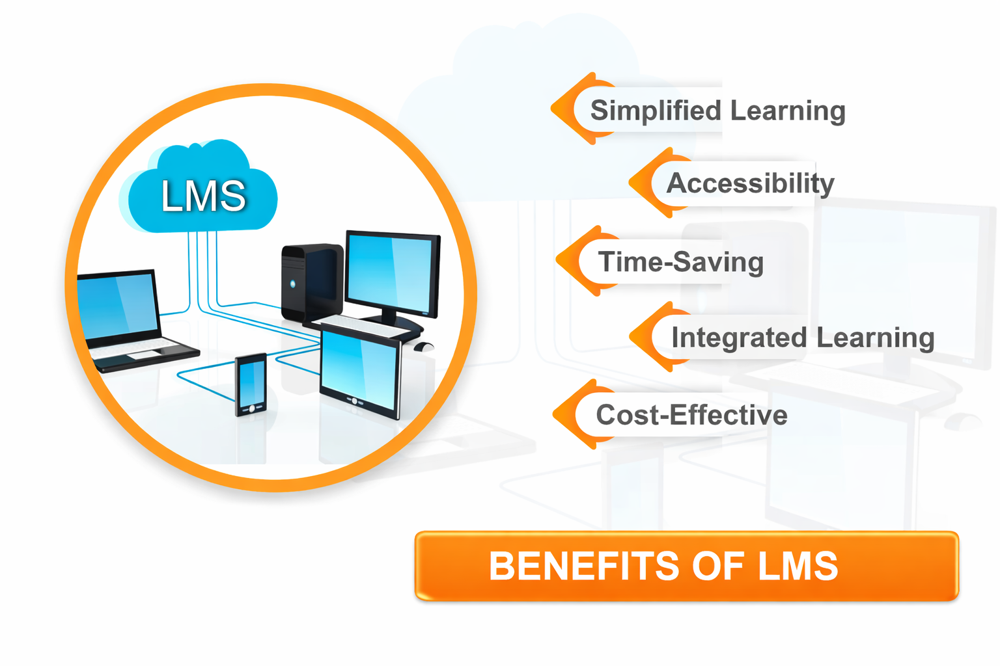 LMS
Simplified Learning
Accessibility
Time-Saving
Integrated Learning
Cost-Effective
BENEFITS OF LMS